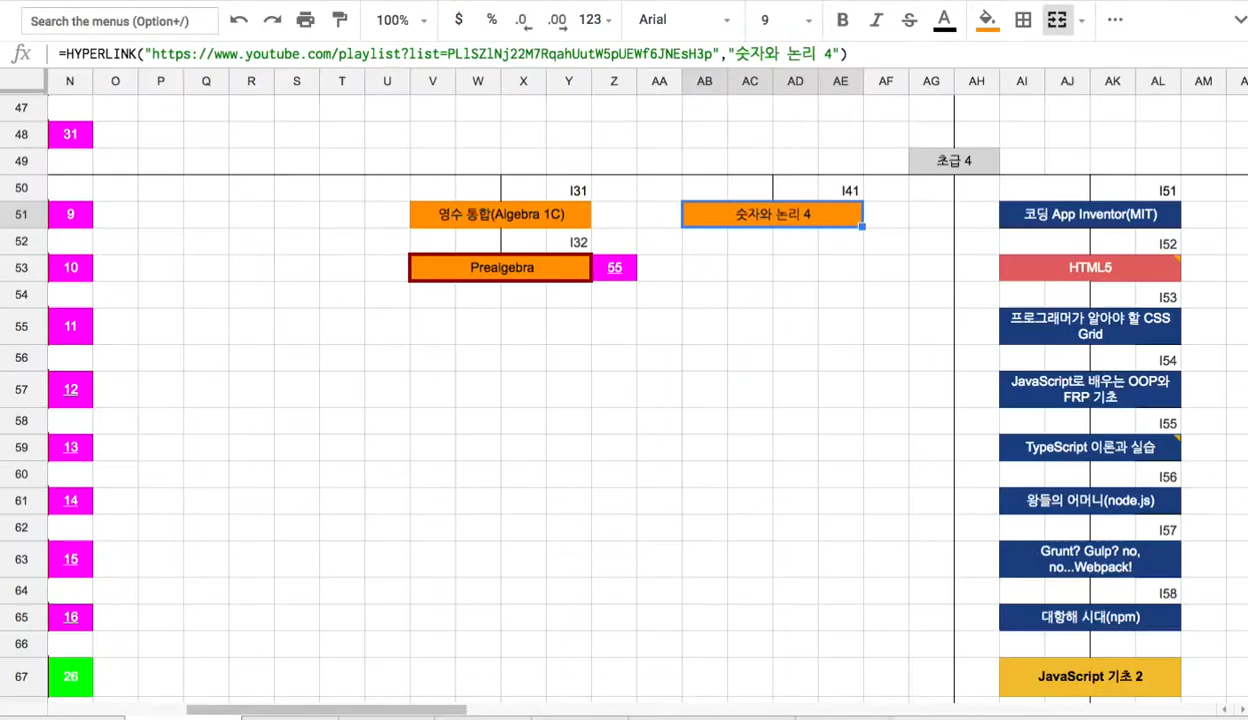 Search the menus (Option+/)
100%
$ % .0 .00 123
Arial
9
B I S A
fx =HYPERLINK("https://www.youtube.com/playlist?list=PLlSZlNj22M7RqahUutW5pUEWf6JNEsH3p","숫자와 논리 4")
N O P Q R S T U V W X Y Z AA AB AC AD AE AF AG AH AI AJ AK AL AM A
47
48 31
49 초급 4
50 I31 I41 I51
51 9 영수 통합(Algebra 1C) 숫자와 논리 4 코딩 App Inventor(MIT)
52 I32 I52
53 10 Prealgebra 55 HTML5
54 I53
55 11 프로그래머가 알아야 할 CSS
Grid
56 I54
57 12 JavaScript로 배우는 OOP와
FRP 기초
58 I55
59 13 TypeScript 이론과 실습
60 I56
61 14 왕들의 어머니(node.js)
62 I57
63 15 Grunt? Gulp? no,
no...Webpack!
64 I58
65 16 대항해 시대(npm)
66
67 26 JavaScript 기초 2